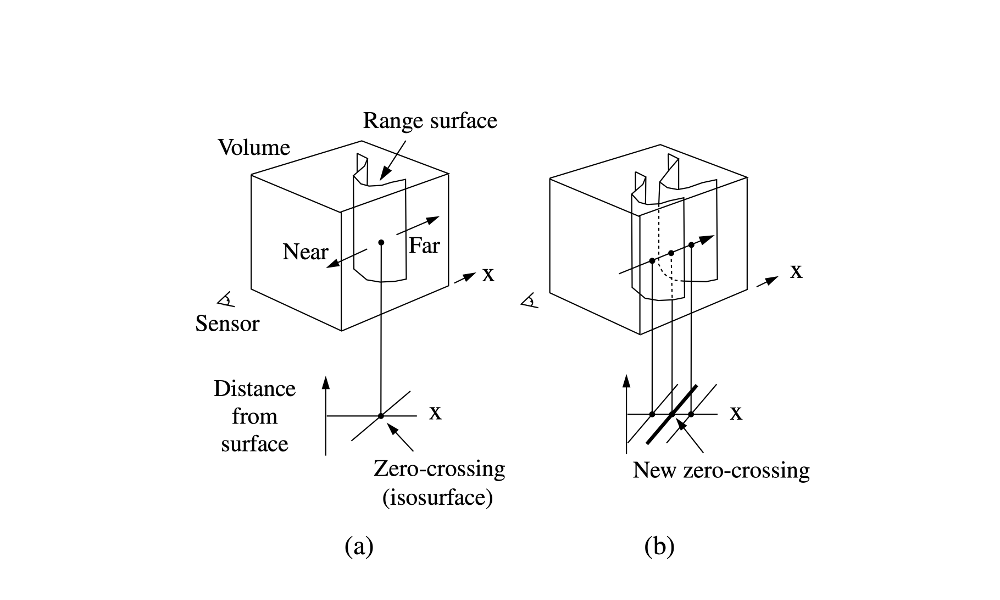 Range surface
Volume
Near
Far
x
Sensor
Distance
from
surface
x
Zero-crossing
(isosurface)
(a)
x
x
New zero-crossing
(b)